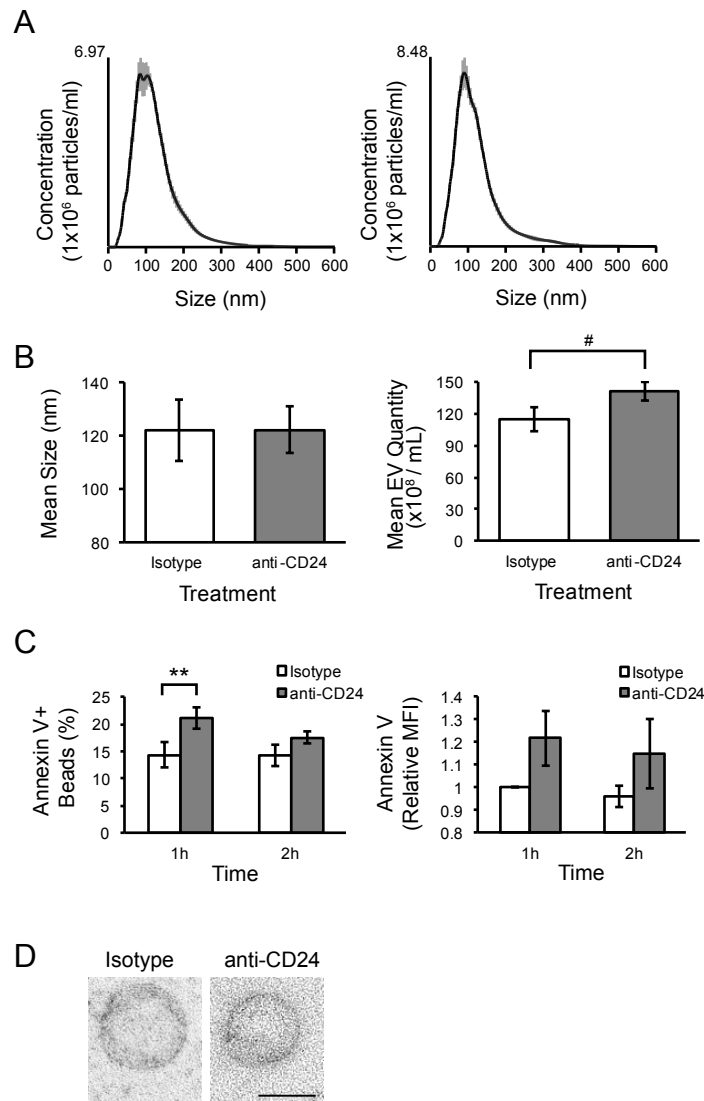 A
6.97
Concentration
(1x10⁶ particles/ml)
0 100 200 300 400 500 600
Size (nm)
8.48
Concentration
(1x10⁶ particles/ml)
0 100 200 300 400 500 600
Size (nm)
B
Mean Size (nm)
140
120
100
80
Isotype anti-CD24
Treatment
#
Mean EV Quantity
(x10⁸ / mL)
150
120
90
60
30
0
Isotype anti-CD24
Treatment
C
Isotype
anti-CD24
**
Annexin V+
Beads (%)
25
20
15
10
5
0
1h 2h
Time
Isotype
anti-CD24
Annexin V
(Relative MFI)
1.4
1.3
1.2
1.1
1
0.9
0.8
1h 2h
Time
D
Isotype anti-CD24